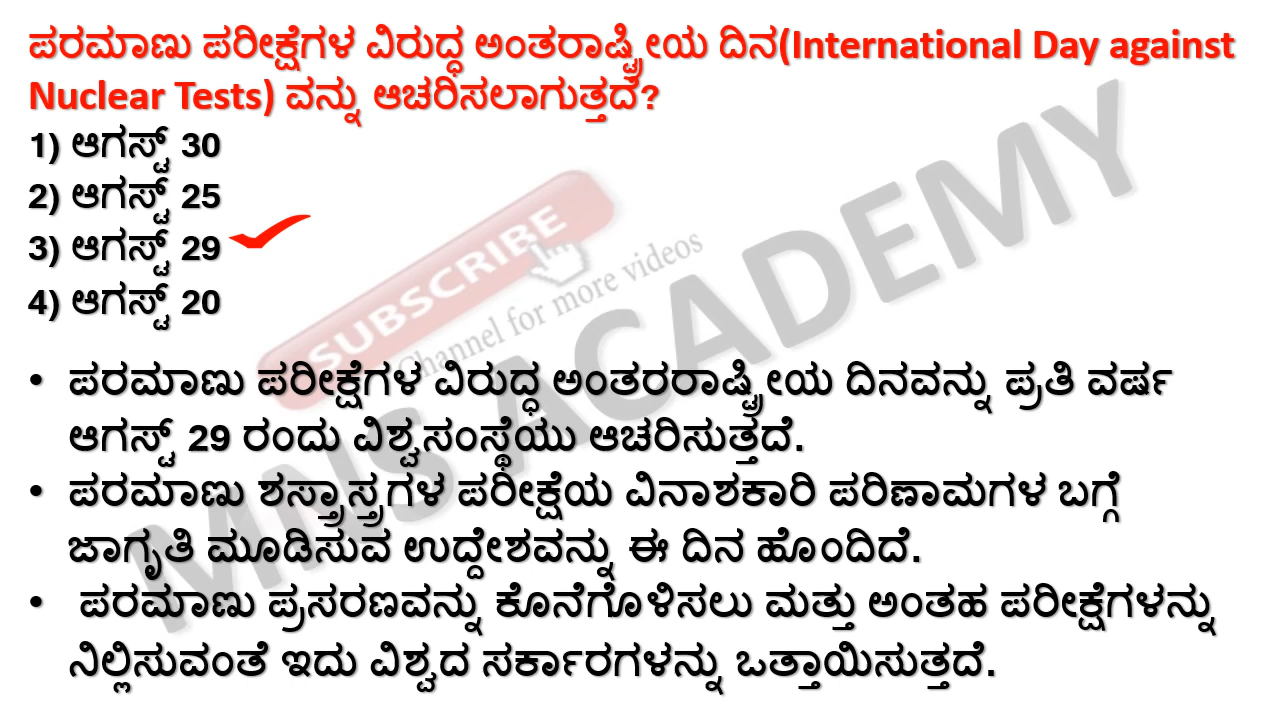 ಪರಮಾಣು ಪರೀಕ್ಷೆಗಳ ವಿರುದ್ಧ ಅಂತರಾಷ್ಟ್ರೀಯ ದಿನ(International Day against
Nuclear Tests) ವನ್ನು ಆಚರಿಸಲಾಗುತ್ತದೆ?
1) ಆಗಸ್ಟ್ 30
2) ಆಗಸ್ಟ್ 25
3) ಆಗಸ್ಟ್ 29
4) ಆಗಸ್ಟ್ 20
SUBSCRIBE
Channel for more videos
MNS ACADEMY
• ಪರಮಾಣು ಪರೀಕ್ಷೆಗಳ ವಿರುದ್ಧ ಅಂತರರಾಷ್ಟ್ರೀಯ ದಿನವನ್ನು ಪ್ರತಿ ವರ್ಷ
ಆಗಸ್ಟ್ 29 ರಂದು ವಿಶ್ವಸಂಸ್ಥೆಯು ಆಚರಿಸುತ್ತದೆ.
• ಪರಮಾಣು ಶಸ್ತ್ರಾಸ್ತ್ರಗಳ ಪರೀಕ್ಷೆಯ ವಿನಾಶಕಾರಿ ಪರಿಣಾಮಗಳ ಬಗ್ಗೆ
ಜಾಗೃತಿ ಮೂಡಿಸುವ ಉದ್ದೇಶವನ್ನು ಈ ದಿನ ಹೊಂದಿದೆ.
• ಪರಮಾಣು ಪ್ರಸರಣವನ್ನು ಕೊನೆಗೊಳಿಸಲು ಮತ್ತು ಅಂತಹ ಪರೀಕ್ಷೆಗಳನ್ನು
ನಿಲ್ಲಿಸುವಂತೆ ಇದು ವಿಶ್ವದ ಸರ್ಕಾರಗಳನ್ನು ಒತ್ತಾಯಿಸುತ್ತದೆ.